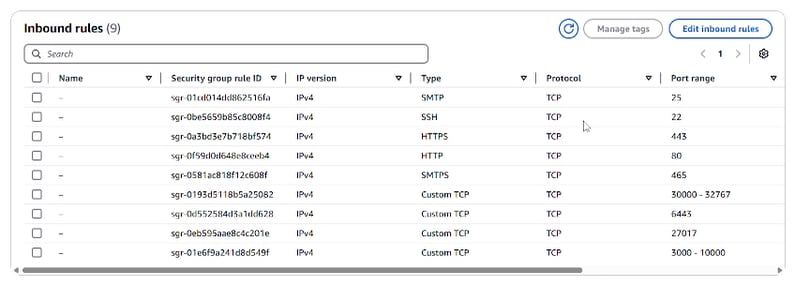 Inbound rules (9)
Manage tags
Edit inbound rules
Search
1
Name Security group rule ID IP version Type Protocol Port range
– sgr-01cd014dd862516fa IPv4 SMTP TCP 25
– sgr-0be5659b85c8008f4 IPv4 SSH TCP 22
– sgr-0a3bd3e7b718bf574 IPv4 HTTPS TCP 443
– sgr-0f59d0d648e8ceeb4 IPv4 HTTP TCP 80
– sgr-0581ac818f12c608f IPv4 SMTPS TCP 465
– sgr-0193d5118b5a25082 IPv4 Custom TCP TCP 30000 - 32767
– sgr-0d552584d3a1dd628 IPv4 Custom TCP TCP 6443
– sgr-0eb595aae8c4c201e IPv4 Custom TCP TCP 27017
– sgr-01e6f9a241d8d549f IPv4 Custom TCP TCP 3000 - 10000